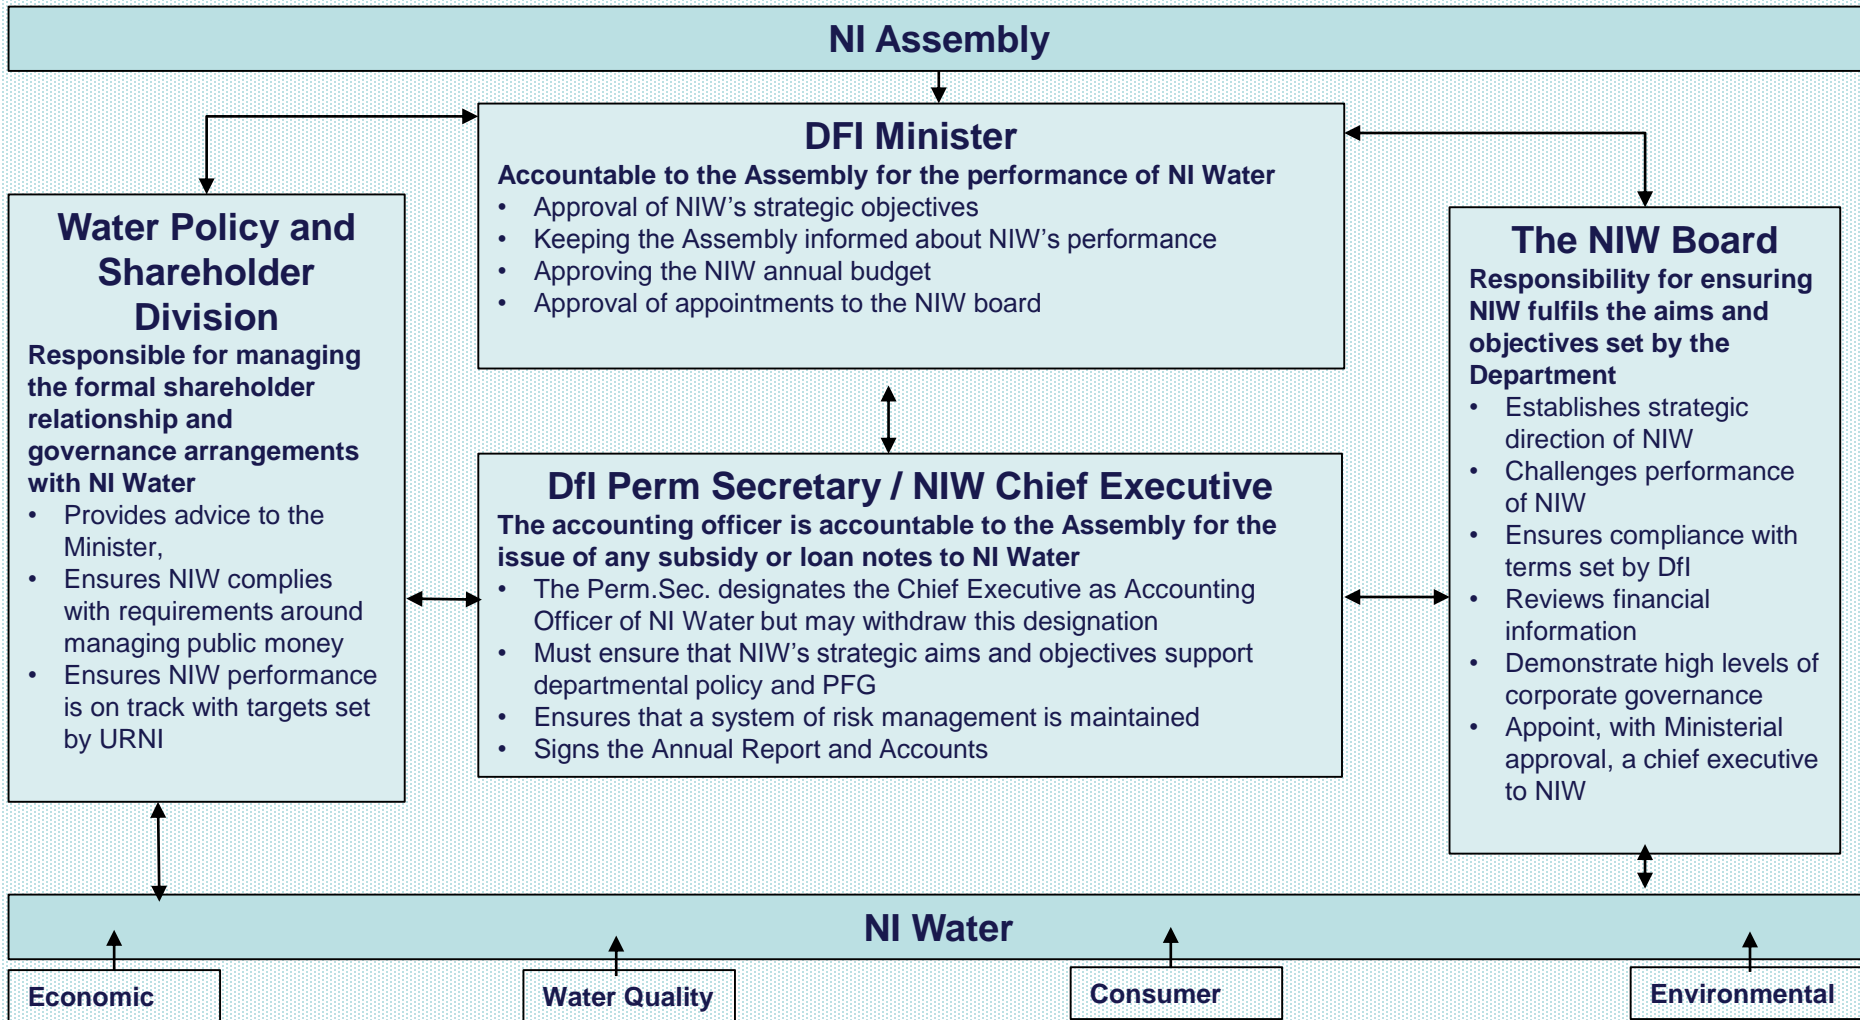 NI Assembly
DFI Minister
Accountable to the Assembly for the performance of NI Water
• Approval of NIW’s strategic objectives
• Keeping the Assembly informed about NIW’s performance
• Approving the NIW annual budget
• Approval of appointments to the NIW board
Water Policy and
Shareholder
Division
Responsible for managing
the formal shareholder
relationship and
governance arrangements
with NI Water
• Provides advice to the
Minister,
• Ensures NIW complies
with requirements around
managing public money
• Ensures NIW performance
is on track with targets set
by URNI
DfI Perm Secretary / NIW Chief Executive
The accounting officer is accountable to the Assembly for the
issue of any subsidy or loan notes to NI Water
• The Perm.Sec. designates the Chief Executive as Accounting
Officer of NI Water but may withdraw this designation
• Must ensure that NIW’s strategic aims and objectives support
departmental policy and PFG
• Ensures that a system of risk management is maintained
• Signs the Annual Report and Accounts
The NIW Board
Responsibility for ensuring
NIW fulfils the aims and
objectives set by the
Department
• Establishes strategic
direction of NIW
• Challenges performance
of NIW
• Ensures compliance with
terms set by DfI
• Reviews financial
information
• Demonstrate high levels of
corporate governance
• Appoint, with Ministerial
approval, a chief executive
to NIW
NI Water
Economic
Water Quality
Consumer
Environmental